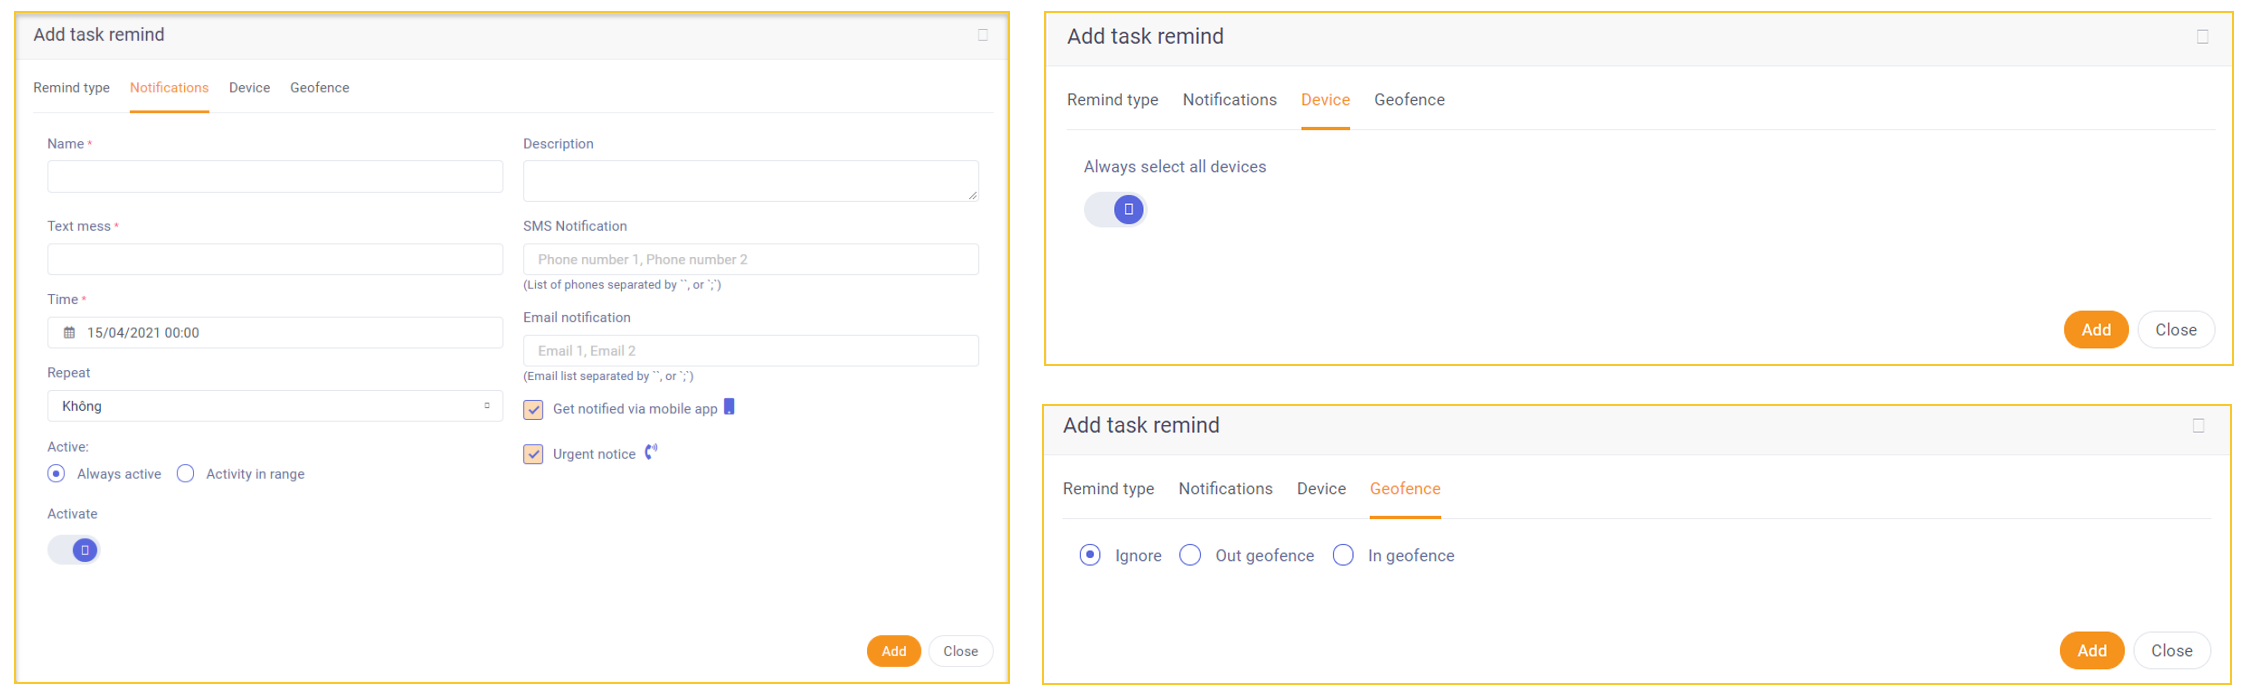 Add task remind
Remind type Notifications Device Geofence
Name *
Description
Text mess *
SMS Notification
Phone number 1, Phone number 2
(List of phones separated by `', or `;`)
Time *
15/04/2021 00:00
Email notification
Email 1, Email 2
(Email list separated by `', or `;`)
Repeat
Không
Get notified via mobile app
Active:
Urgent notice
Always active Activity in range
Activate
Add Close
Add task remind
Remind type Notifications Device Geofence
Always select all devices
Add Close
Add task remind
Remind type Notifications Device Geofence
Ignore Out geofence In geofence
Add Close